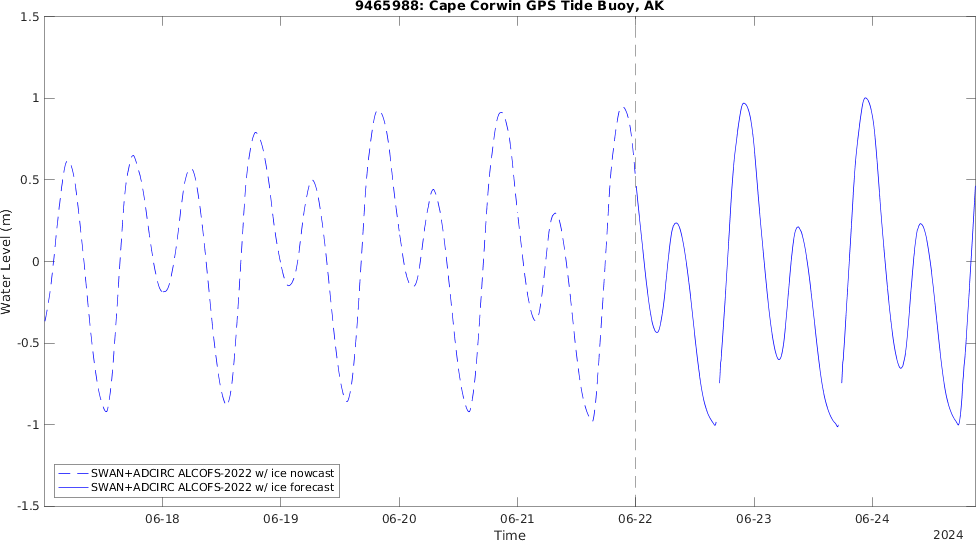 9465988: Cape Corwin GPS Tide Buoy, AK
1.5
1
0.5
0
-0.5
-1
-1.5
Water Level (m)
SWAN+ADCIRC ALCOFS-2022 w/ ice nowcast
SWAN+ADCIRC ALCOFS-2022 w/ ice forecast
06-18 06-19 06-20 06-21 06-22 06-23 06-24
Time
2024